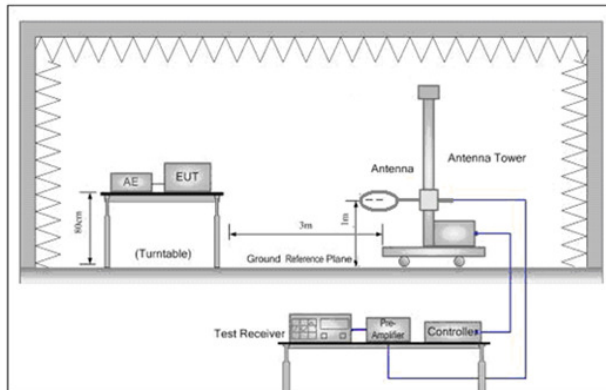 AE
EUT
80cm
(Turntable)
3m
Ground Reference Plane
1m
Antenna
Antenna Tower
Test Receiver
Pre-
Amplifier
Controller